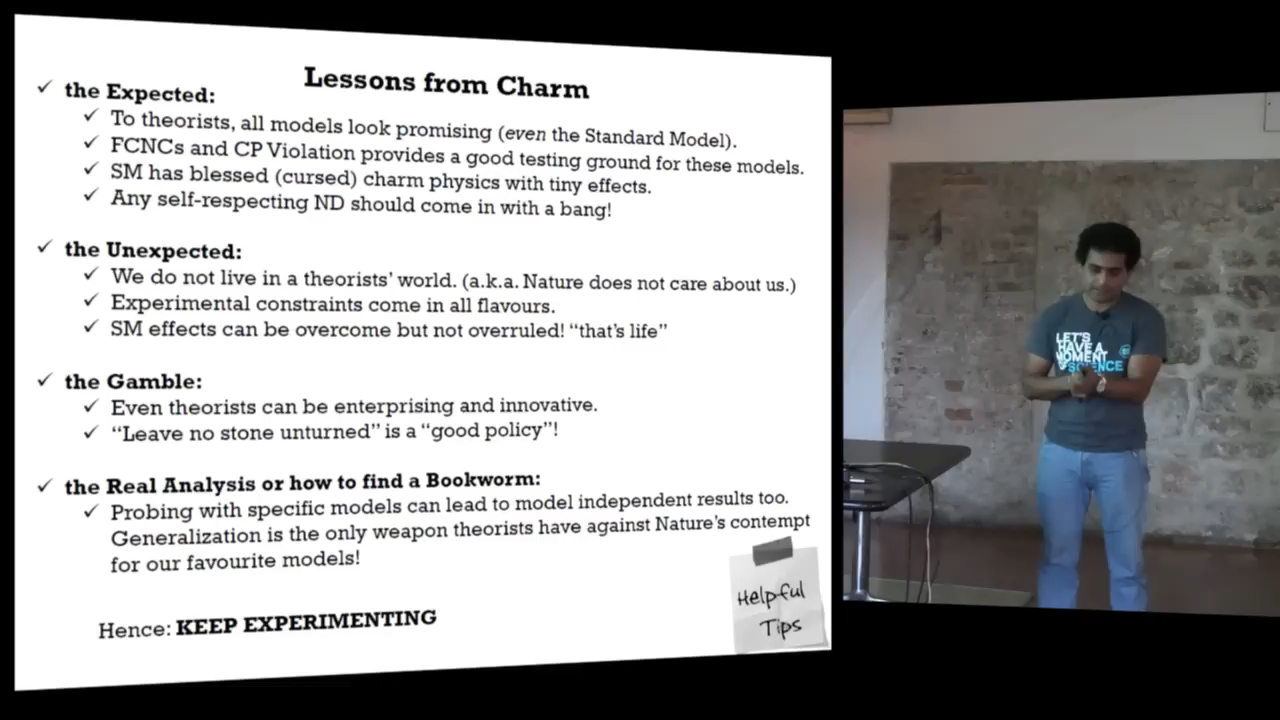 Lessons from Charm
✓ the Expected:
✓ To theorists, all models look promising (even the Standard Model).
✓ FCNCs and CP Violation provides a good testing ground for these models.
✓ SM has blessed (cursed) charm physics with tiny effects.
✓ Any self-respecting ND should come in with a bang!
✓ the Unexpected:
✓ We do not live in a theorists' world. (a.k.a. Nature does not care about us.)
✓ Experimental constraints come in all flavours.
✓ SM effects can be overcome but not overruled! “that's life”
✓ the Gamble:
✓ Even theorists can be enterprising and innovative.
✓ “Leave no stone unturned” is a “good policy”!
✓ the Real Analysis or how to find a Bookworm:
✓ Probing with specific models can lead to model independent results too.
Generalization is the only weapon theorists have against Nature's contempt
for our favourite models!
Hence: KEEP EXPERIMENTING
Helpful
Tips
LET'S
HAVE A
MOMENT
SCIENCE